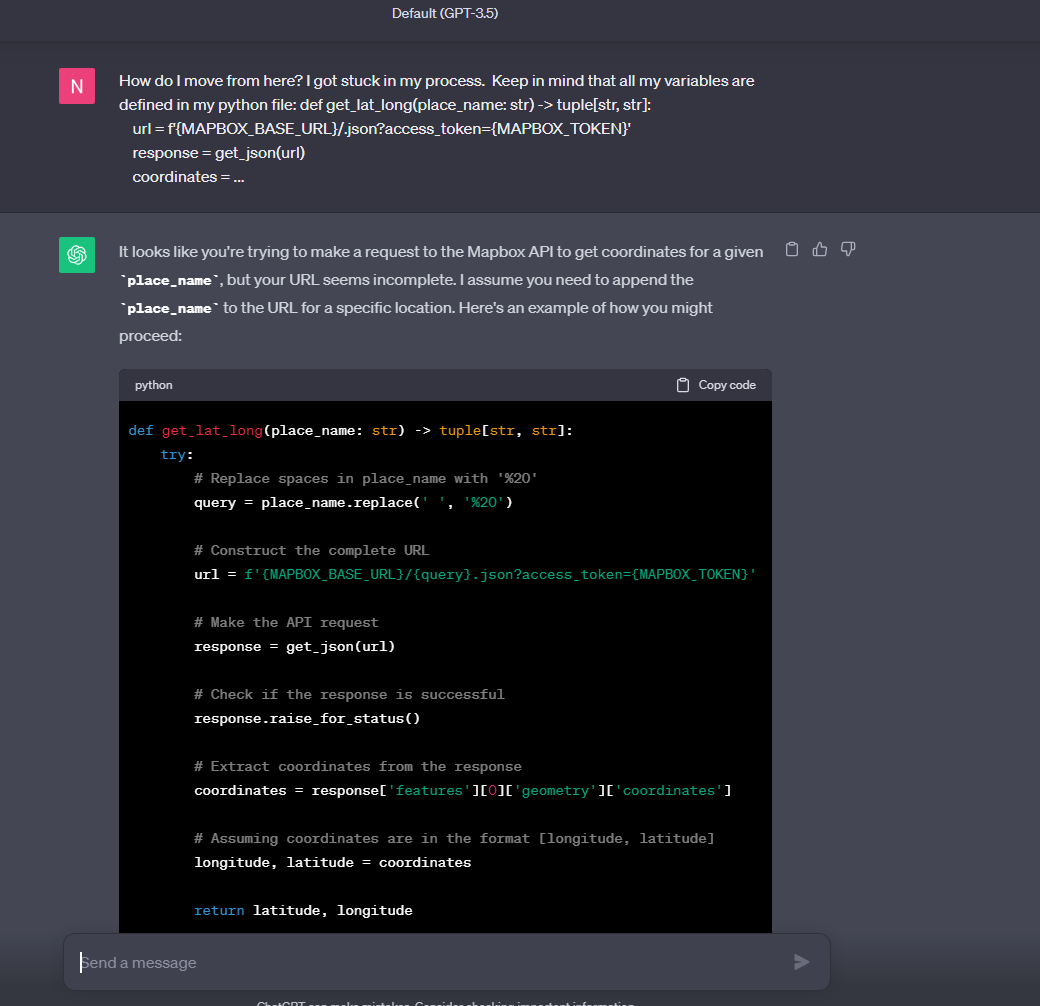 Default (GPT-3.5)
N
How do I move from here? I got stuck in my process.  Keep in mind that all my variables are
defined in my python file: def get_lat_long(place_name: str) -> tuple[str, str]:
url = f'{MAPBOX_BASE_URL}/.json?access_token={MAPBOX_TOKEN}'
response = get_json(url)
coordinates = ...
It looks like you're trying to make a request to the Mapbox API to get coordinates for a given
`place_name`, but your URL seems incomplete. I assume you need to append the
`place_name` to the URL for a specific location. Here's an example of how you might
proceed:
python Copy code
def get_lat_long(place_name: str) -> tuple[str, str]:
    try:
        # Replace spaces in place_name with '%20'
        query = place_name.replace(' ', '%20')
        # Construct the complete URL
        url = f'{MAPBOX_BASE_URL}/{query}.json?access_token={MAPBOX_TOKEN}'
        # Make the API request
        response = get_json(url)
        # Check if the response is successful
        response.raise_for_status()
        # Extract coordinates from the response
        coordinates = response['features'][0]['geometry']['coordinates']
        # Assuming coordinates are in the format [longitude, latitude]
        longitude, latitude = coordinates
        return latitude, longitude
Send a message
ChatGPT can make mistakes. Consider checking important information.